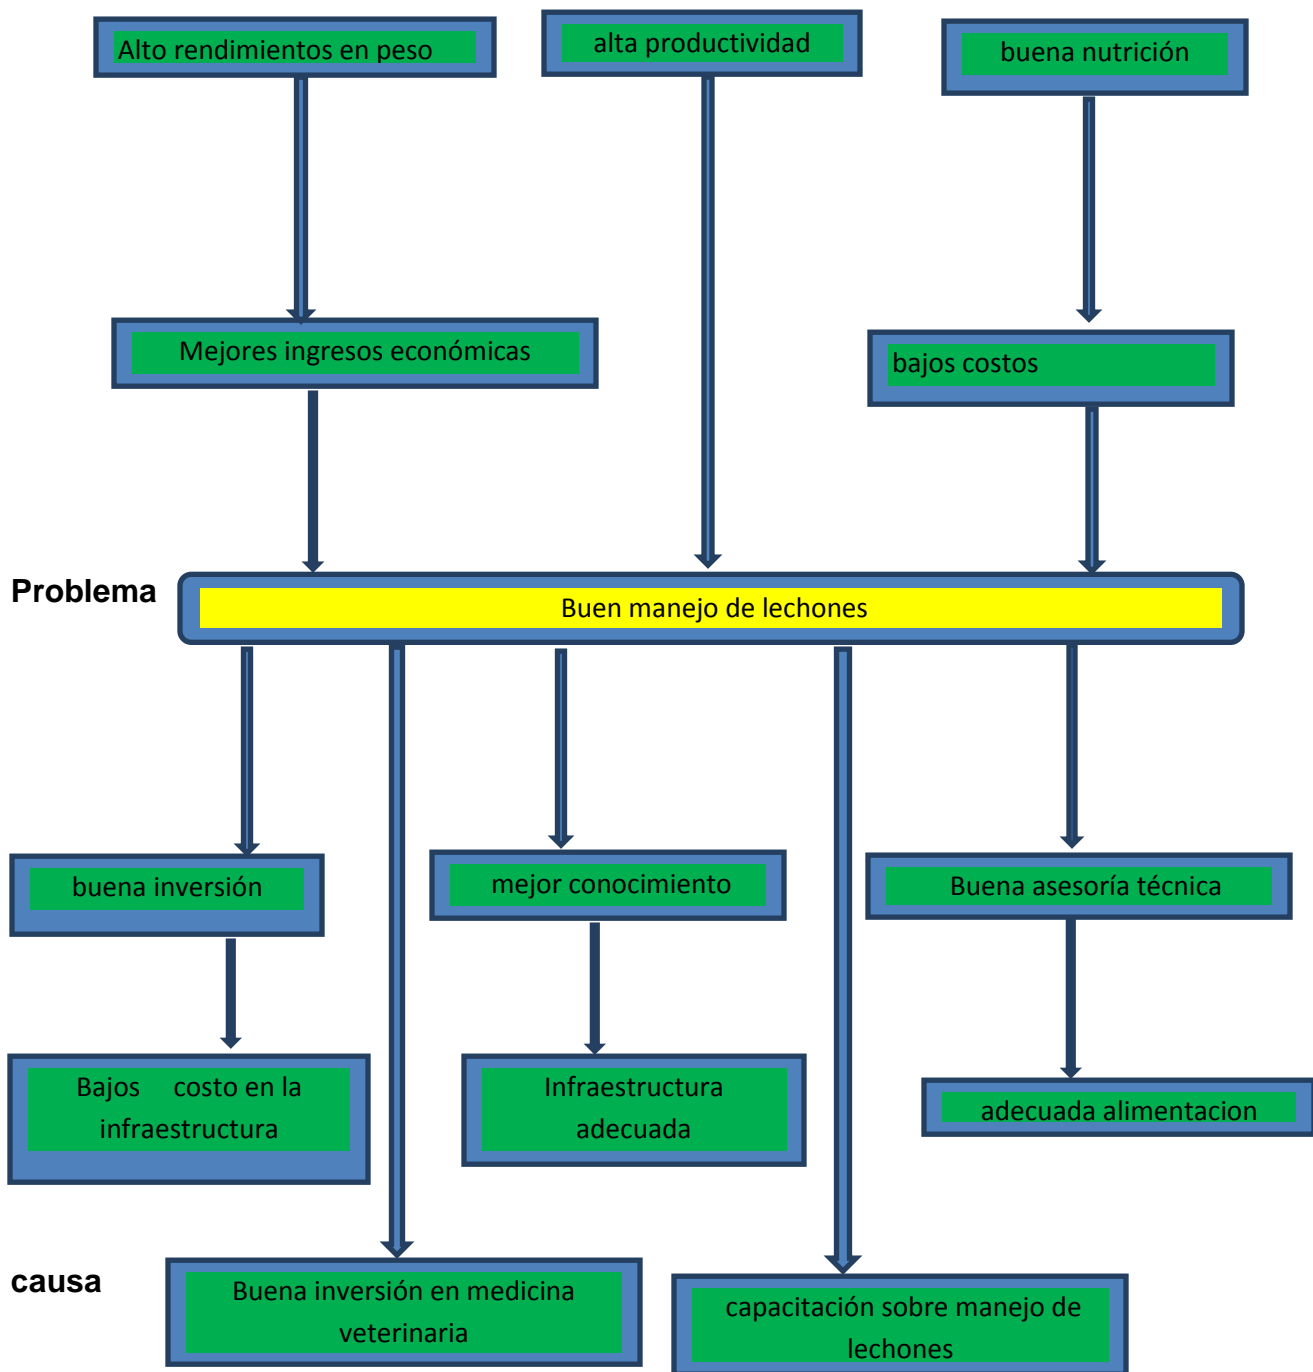 Alto rendimientos en peso
alta productividad
buena nutrición
Mejores ingresos económicas
bajos costos
Problema
Buen manejo de lechones
buena inversión
mejor conocimiento
Buena asesoría técnica
Bajos costo en la
infraestructura
Infraestructura
adecuada
adecuada alimentacion
causa
Buena inversión en medicina
veterinaria
capacitación sobre manejo de
lechones